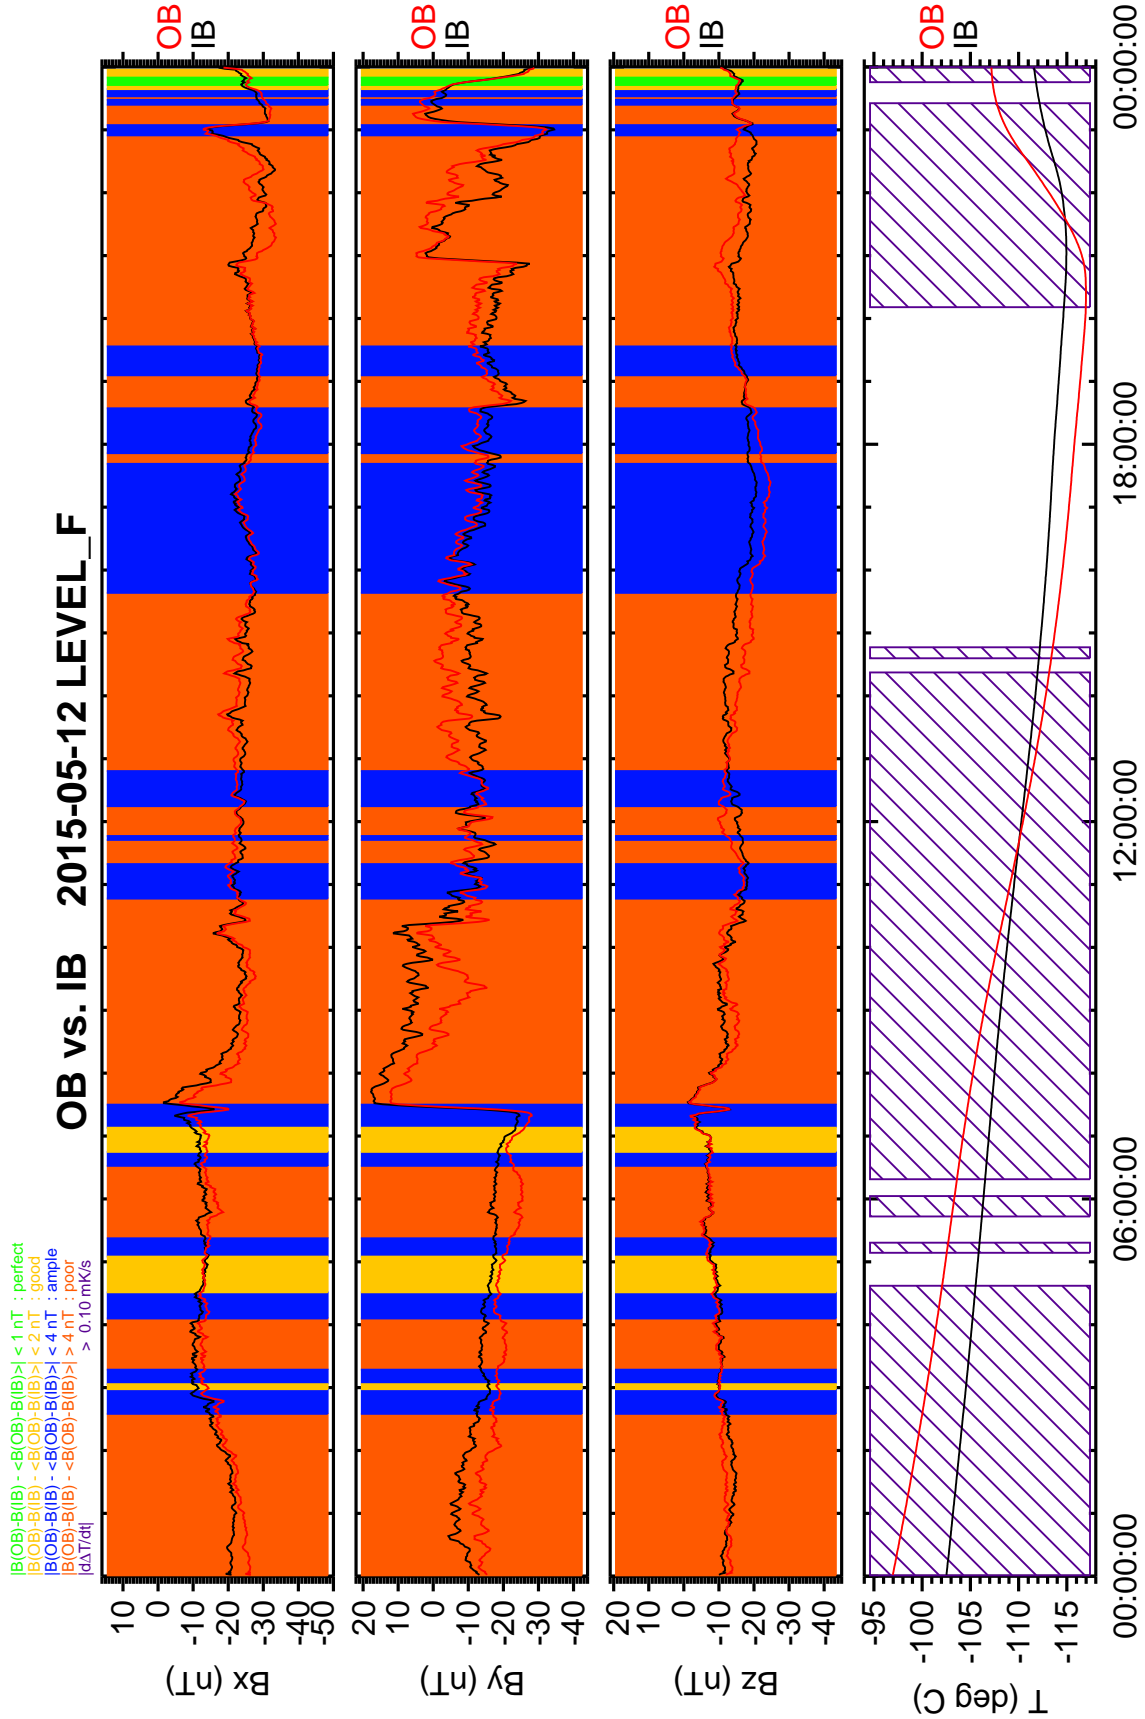 |B(OB)-B(IB) - <B(OB)-B(IB)>| < 1 nT : perfect
|B(OB)-B(IB) - <B(OB)-B(IB)>| < 2 nT : good
|B(OB)-B(IB) - <B(OB)-B(IB)>| < 4 nT : ample
|B(OB)-B(IB) - <B(OB)-B(IB)>| > 4 nT : poor
|dΔT/dt| > 0.10 mK/s
OB vs. IB 2015-05-12 LEVEL_F
Bx (nT)
10
0
-10
-20
-30
-40
-50
OB
IB
By (nT)
20
10
0
-10
-20
-30
-40
OB
IB
Bz (nT)
20
10
0
-10
-20
-30
-40
OB
IB
T (deg C)
-95
-100
-105
-110
-115
OB
IB
00:00:00
06:00:00
12:00:00
18:00:00
00:00:00